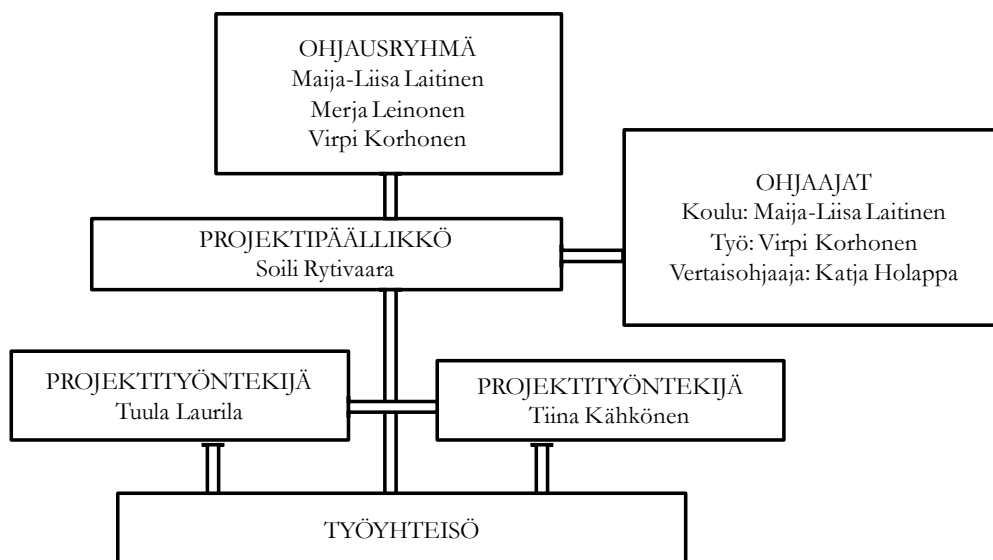 OHJAUSRYHMÄ
Maija-Liisa Laitinen
Merja Leinonen
Virpi Korhonen
OHJAAJAT
Koulu: Maija-Liisa Laitinen
Työ: Virpi Korhonen
Vertaisohjaaja: Katja Holappa
PROJEKTIPÄÄLLIKKÖ
Soili Rytivaara
PROJEKTITYÖNTEKIJÄ
Tuula Laurila
PROJEKTITYÖNTEKIJÄ
Tiina Kähkönen
TYÖYHTEISÖ